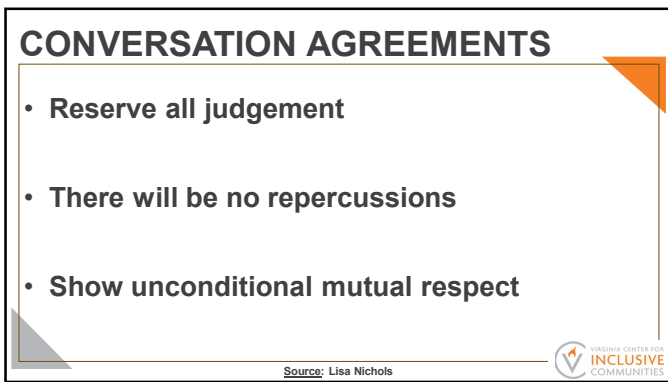 CONVERSATION AGREEMENTS
• Reserve all judgement
• There will be no repercussions
• Show unconditional mutual respect
Source: Lisa Nichols
VIRGINIA CENTER FOR
INCLUSIVE
COMMUNITIES